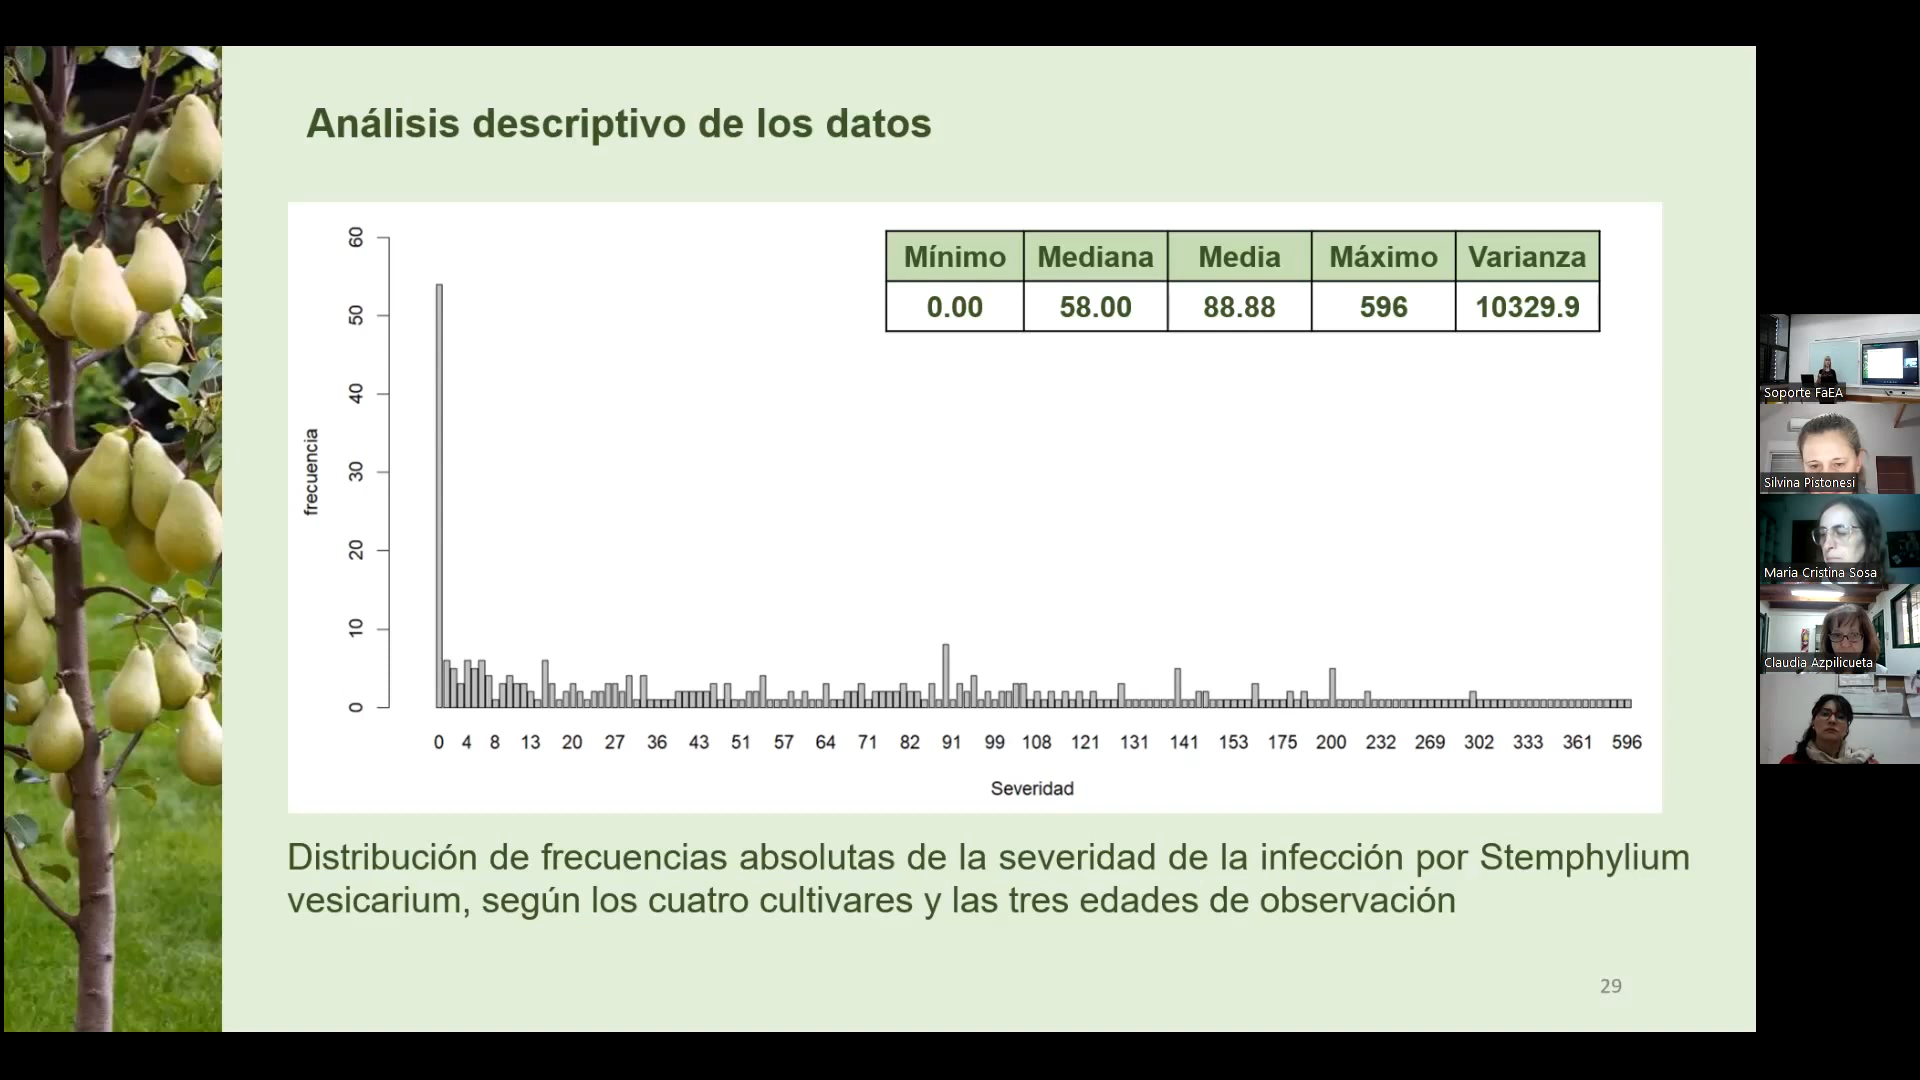 Análisis descriptivo de los datos
Mínimo Mediana Media Máximo Varianza
0.00 58.00 88.88 596 10329.9
60
50
40
30
20
10
0
frecuencia
0 4 8 13 20 27 36 43 51 57 64 71 82 91 99 108 121 131 141 153 175 200 232 269 302 333 361 596
Severidad
Distribución de frecuencias absolutas de la severidad de la infección por Stemphylium
vesicarium, según los cuatro cultivares y las tres edades de observación
29
Soporte FaEA
Silvina Pistonesi
Maria Cristina Sosa
Claudia Azpilicueta